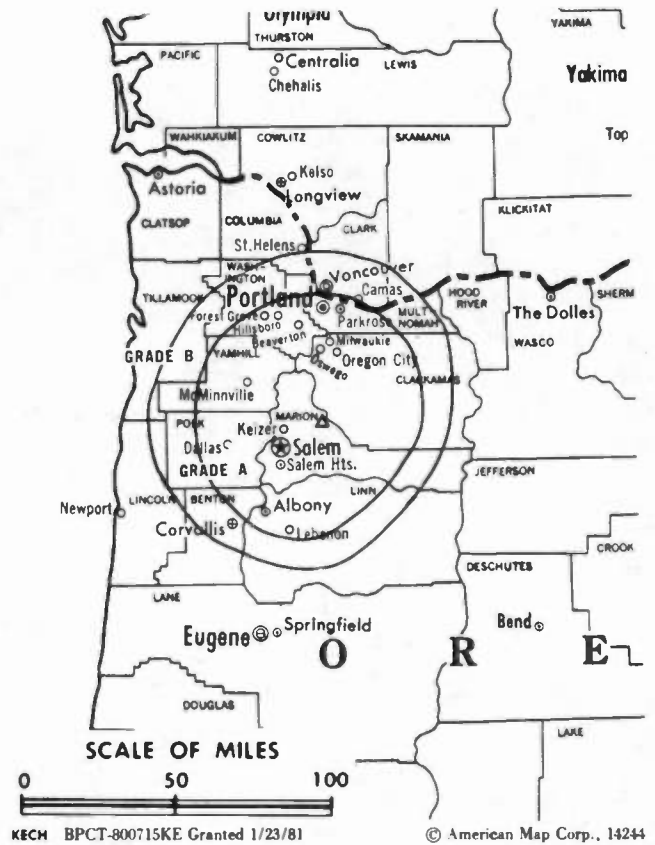 Olympia
THURSTON
YAKIMA
PACIFIC
Centralia
LEWIS
Chehalis
Yakima
Top
WAHKIAKUM
COWLITZ
SKAMANIA
Kelso
Astoria
Longview
CLATSOP
COLUMBIA
CLARK
KLICKITAT
St. Helens
WASH-
INGTON
Vancouver
TILLAMOOK
Portland
Camas
HOOD
RIVER
SHERM
Forest Grove
Hillsboro
Parkrose
MULT
NOMAH
The Dalles
Beaverton
Milwaukie
WASCO
GRADE B
YAMHILL
Oswego
Oregon City
CLACKAMAS
McMinnville
POLK
MARION
Keizer
Dallas
Salem
GRADE A
Salem Hts.
JEFFERSON
LINN
LINCOLN
BENTON
Newport
Albany
Corvallis
Lebanon
CROOK
DESCHUTES
LANE
Eugene
Springfield
Bend
O R E
DOUGLAS
LAKE
SCALE OF MILES
0 50 100
KECH BPCT-800715KE Granted 1/23/81 © American Map Corp., 14244